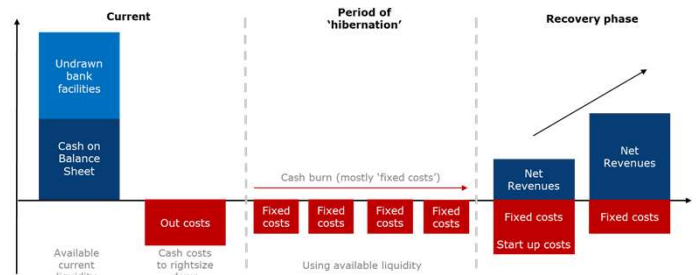 Current
Period of
'hibernation'
Recovery phase
Undrawn
bank
facilities
Cash on
Balance
Sheet
Out costs
Cash burn (mostly 'fixed costs')
Fixed
costs
Fixed
costs
Fixed
costs
Fixed
costs
Net
Revenues
Fixed costs
Start up costs
Net
Revenues
Fixed costs
Available
current
Cash costs
to rightsize
Using available liquidity